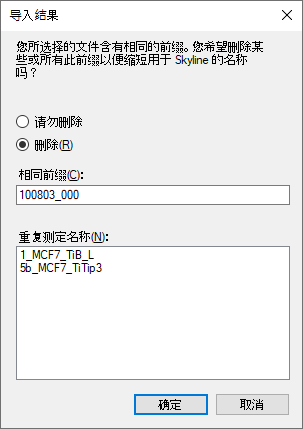 导入结果
您所选择的文件含有相同的前缀。您希望删除某
些或所有此前缀以便缩短用于 Skyline 的名称
吗？
请勿删除
删除(R)
相同前缀(C):
100803_000
重复测定名称(N):
1_MCF7_TiB_L
5b_MCF7_TiTip3
确定
取消